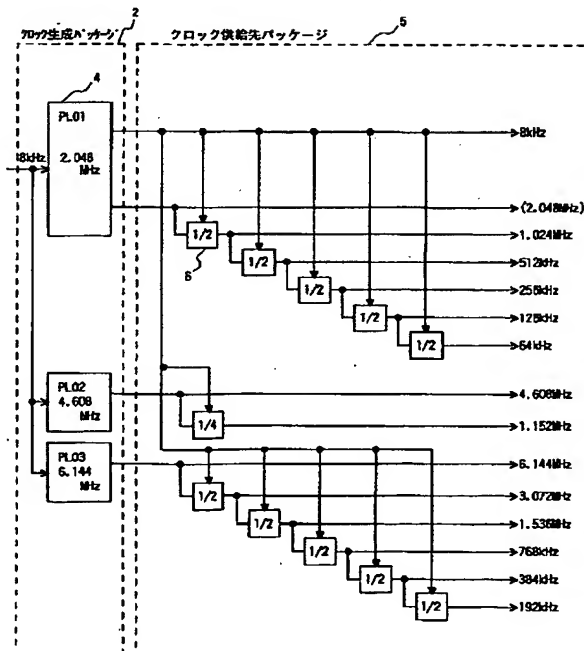 2
5
クロック生成パッケージ
クロック供給先パッケージ
4
PLO1
2.048
MHz
8kHz
8kHz
(2.048MHz)
1/2
1.024MHz
6
1/2
512kHz
1/2
256kHz
1/2
128kHz
1/2
64kHz
PLO2
4.608
MHz
4.608MHz
1/4
1.152MHz
PLO3
6.144
MHz
6.144MHz
1/2
3.072MHz
1/2
1.536MHz
1/2
768kHz
1/2
384kHz
1/2
192kHz